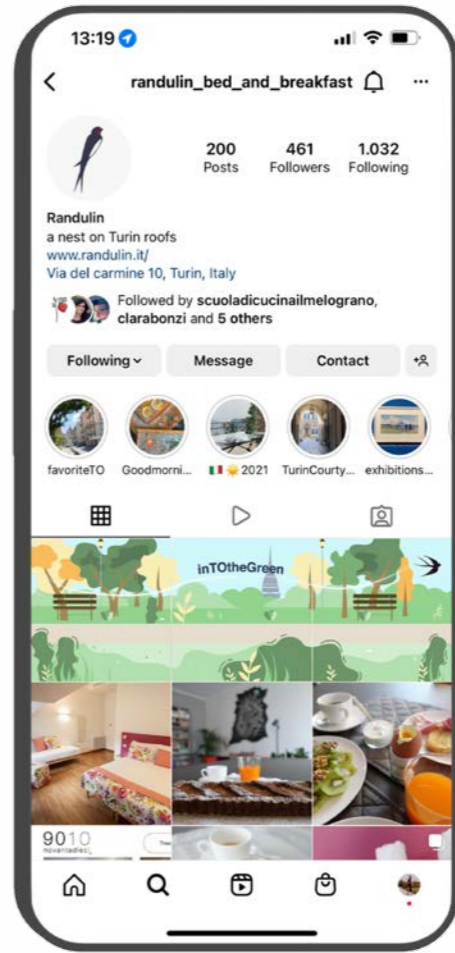 13:19
randulin_bed_and_breakfast
200 461 1.032
Posts Followers Following
Randulin
a nest on Turin roofs
www.randulin.it/
Via del carmine 10, Turin, Italy
Followed by scuoladicucinailmelograno,
clarabonzi and 5 others
Following Message Contact
favoriteTO Goodmorni... 2021 TurinCourty... exhibitions...
inTOtheGreen
9010
novantadieci